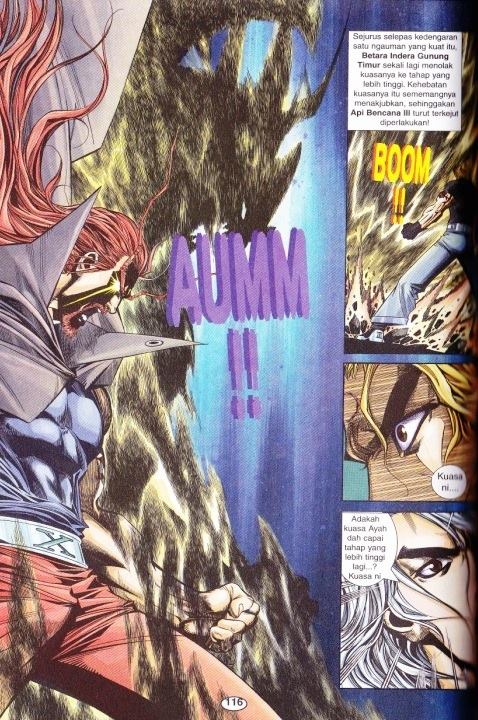 Sejurus selepas kedengaran
satu ngauman yang kuat itu,
Betara Indera Gunung
Timur sekali lagi menolak
kuasanya ke tahap yang
lebih tinggi. Kehebatan
kuasanya itu sememangnya
menakjubkan, sehinggakan
Api Bencana III turut terkejut
diperlakukan!
BOOM
!!
AUMM
!!
Kuasa
ni....
Adakah
kuasa Ayah
dah capai
tahap yang
lebih tinggi
lagi...?
Kuasa ni
X
116